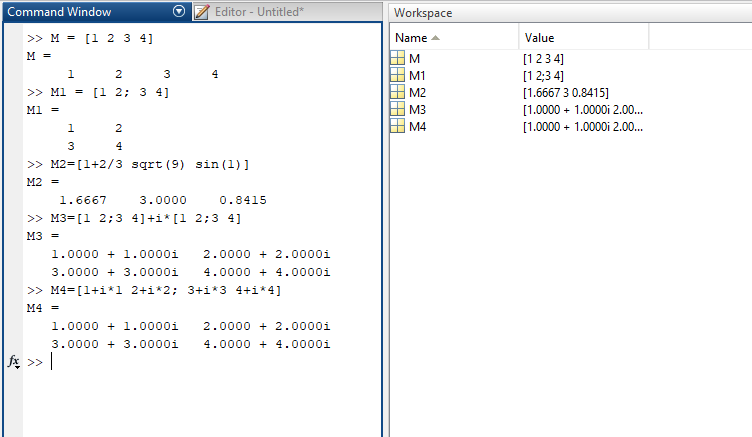 Command Window
Editor - Untitled*
>> M = [1 2 3 4]
M =
1 2 3 4
>> M1 = [1 2; 3 4]
M1 =
1 2
3 4
>> M2=[1+2/3 sqrt(9) sin(1)]
M2 =
1.6667 3.0000 0.8415
>> M3=[1 2;3 4]+i*[1 2;3 4]
M3 =
1.0000 + 1.0000i 2.0000 + 2.0000i
3.0000 + 3.0000i 4.0000 + 4.0000i
>> M4=[1+i*1 2+i*2; 3+i*3 4+i*4]
M4 =
1.0000 + 1.0000i 2.0000 + 2.0000i
3.0000 + 3.0000i 4.0000 + 4.0000i
fx >>
Workspace
Name Value
M [1 2 3 4]
M1 [1 2;3 4]
M2 [1.6667 3 0.8415]
M3 [1.0000 + 1.0000i 2.00...
M4 [1.0000 + 1.0000i 2.00...